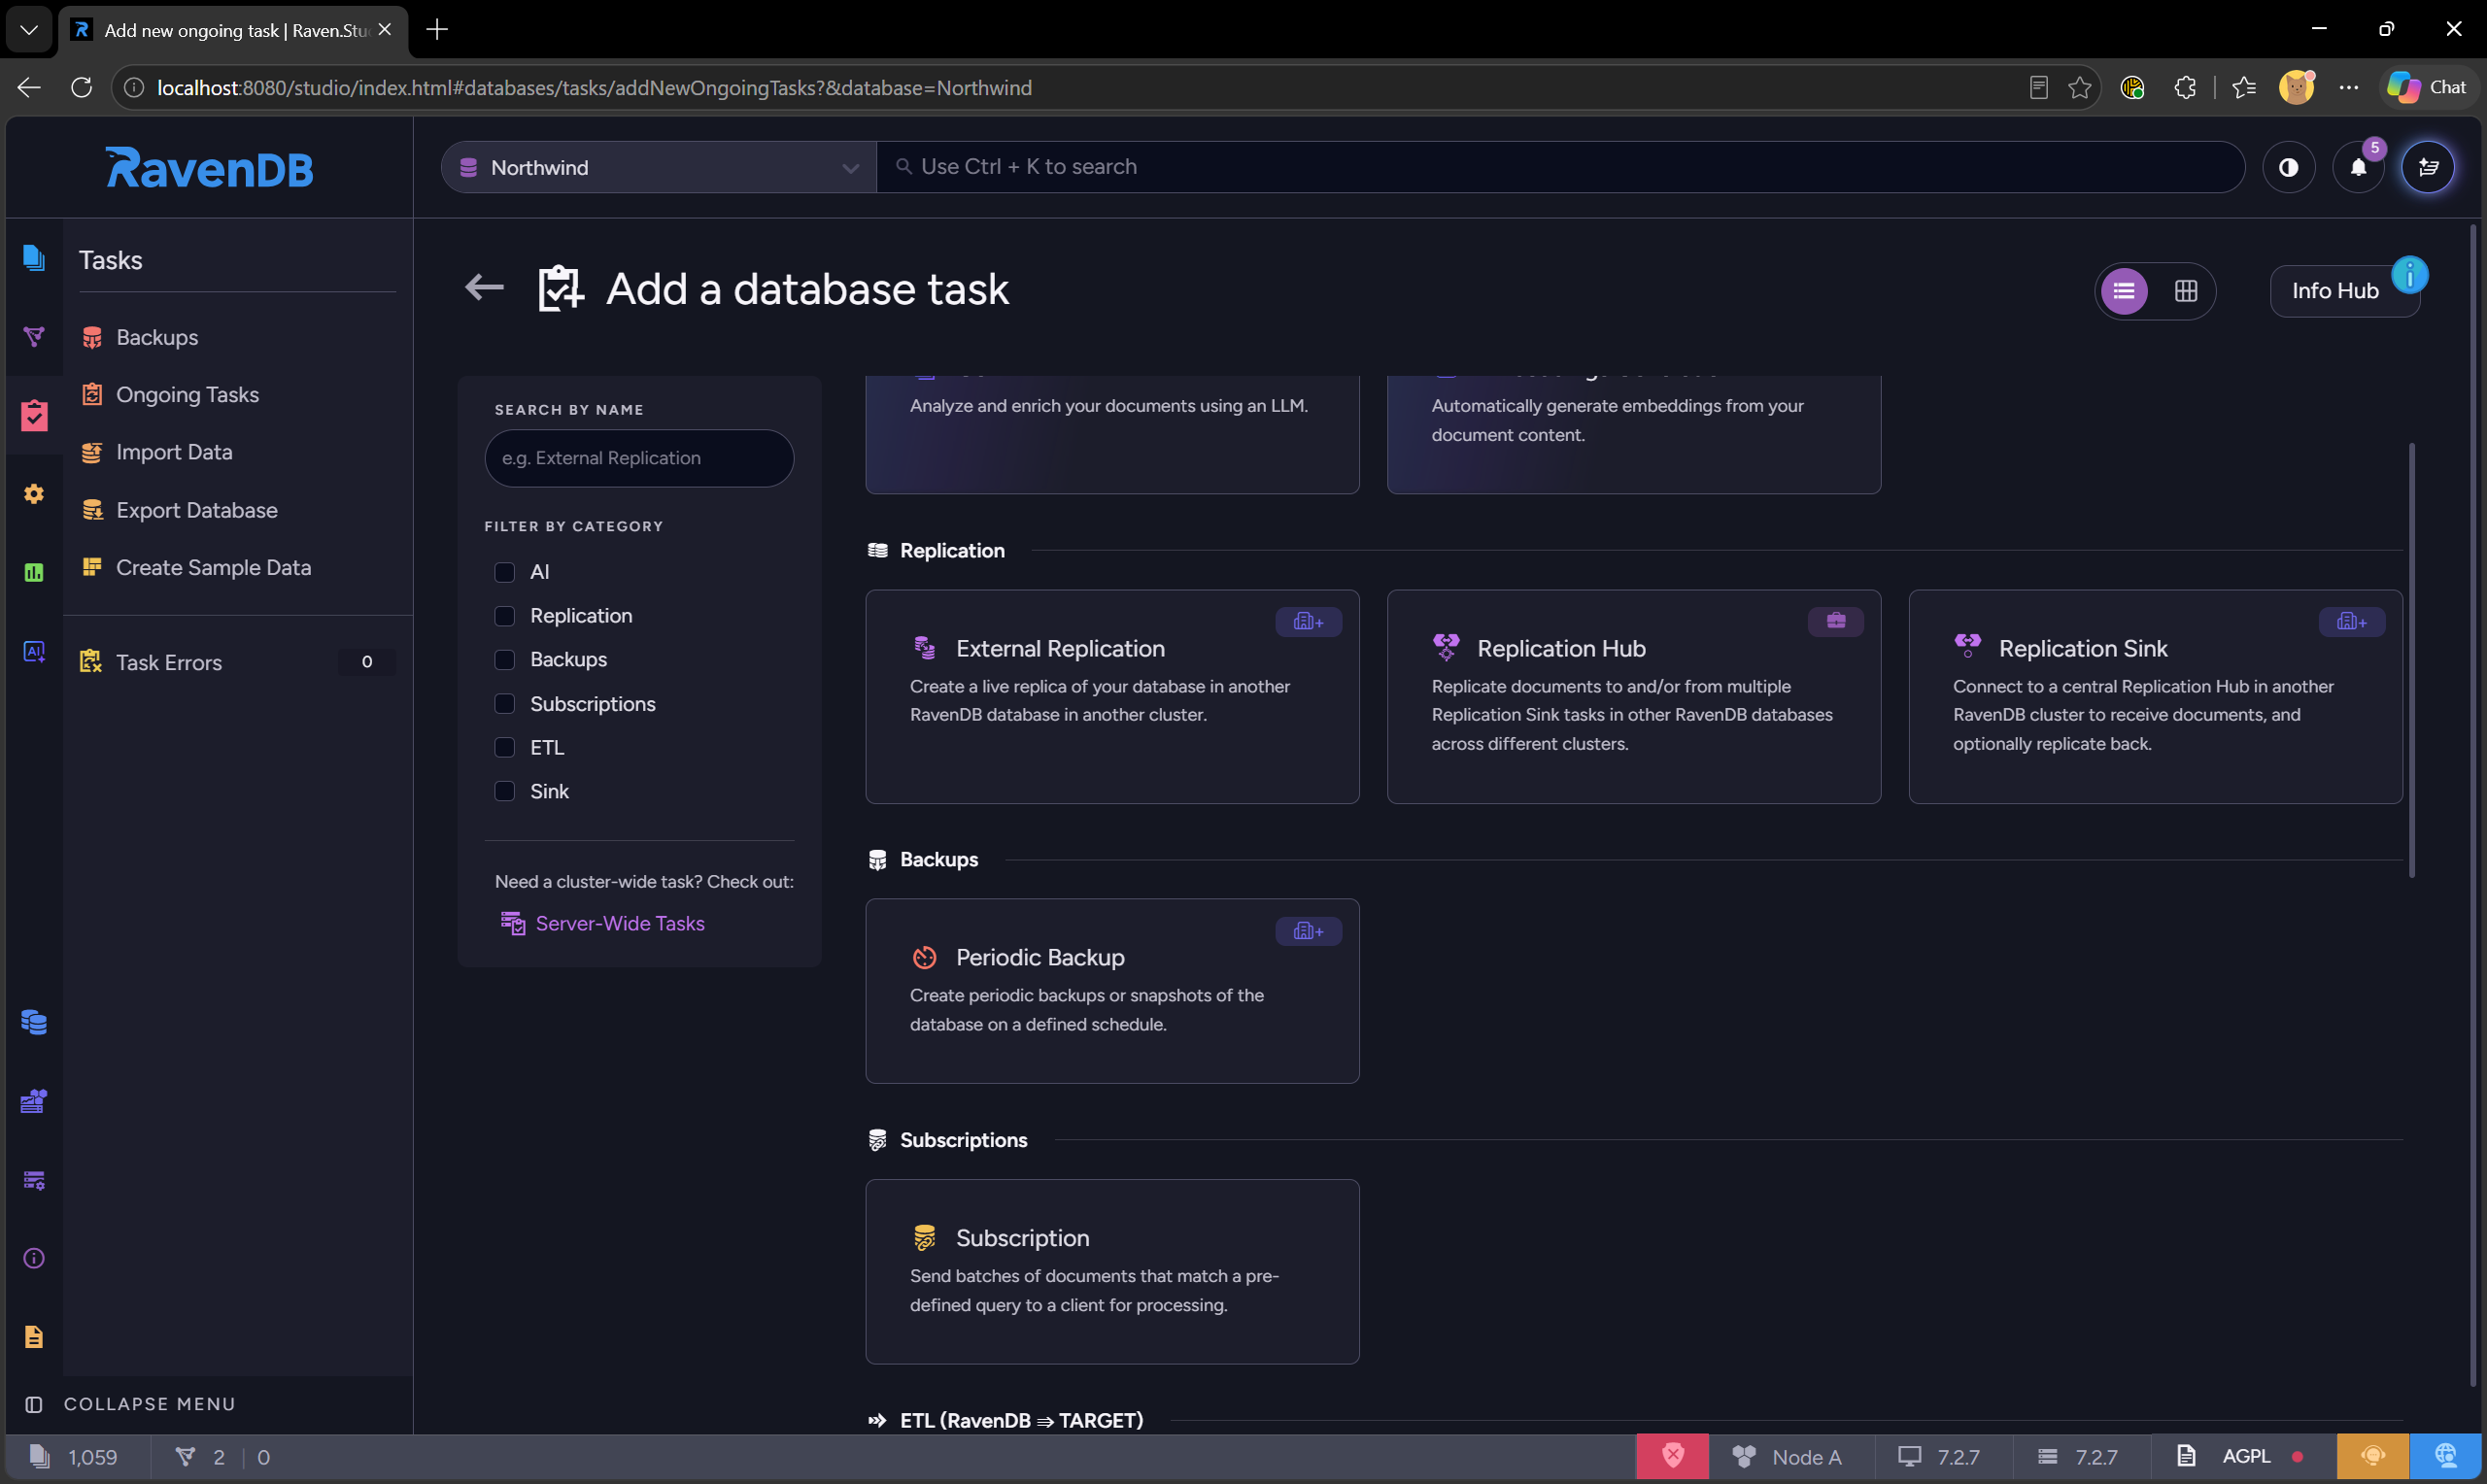 Add new ongoing task | Raven.Stu
localhost:8080/studio/index.html#databases/tasks/addNewOngoingTasks?&database=Northwind
Chat
RavenDB
Northwind
Use Ctrl + K to search
5
Tasks
Backups
Ongoing Tasks
Import Data
Export Database
Create Sample Data
Task Errors
0
AI
COLLAPSE MENU
Add a database task
Info Hub
SEARCH BY NAME
e.g. External Replication
FILTER BY CATEGORY
AI
Replication
Backups
Subscriptions
ETL
Sink
Need a cluster-wide task? Check out:
Server-Wide Tasks
Analyze and enrich your documents using an LLM.
Automatically generate embeddings from your
document content.
Replication
External Replication
Create a live replica of your database in another
RavenDB database in another cluster.
Replication Hub
Replicate documents to and/or from multiple
Replication Sink tasks in other RavenDB databases
across different clusters.
Replication Sink
Connect to a central Replication Hub in another
RavenDB cluster to receive documents, and
optionally replicate back.
Backups
Periodic Backup
Create periodic backups or snapshots of the
database on a defined schedule.
Subscriptions
Subscription
Send batches of documents that match a pre-
defined query to a client for processing.
ETL (RavenDB ⇒ TARGET)
1,059
2 | 0
Node A
7.2.7
7.2.7
AGPL